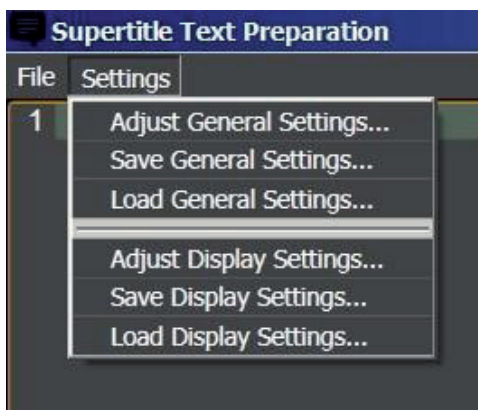 Supertitle Text Preparation
File Settings
1
Adjust General Settings...
Save General Settings...
Load General Settings...
Adjust Display Settings...
Save Display Settings...
Load Display Settings...